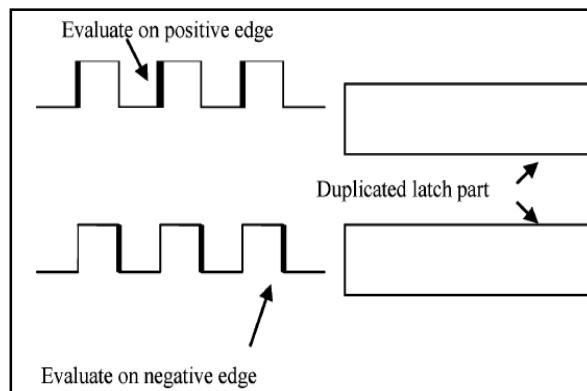 Evaluate on positive edge
Duplicated latch part
Evaluate on negative edge